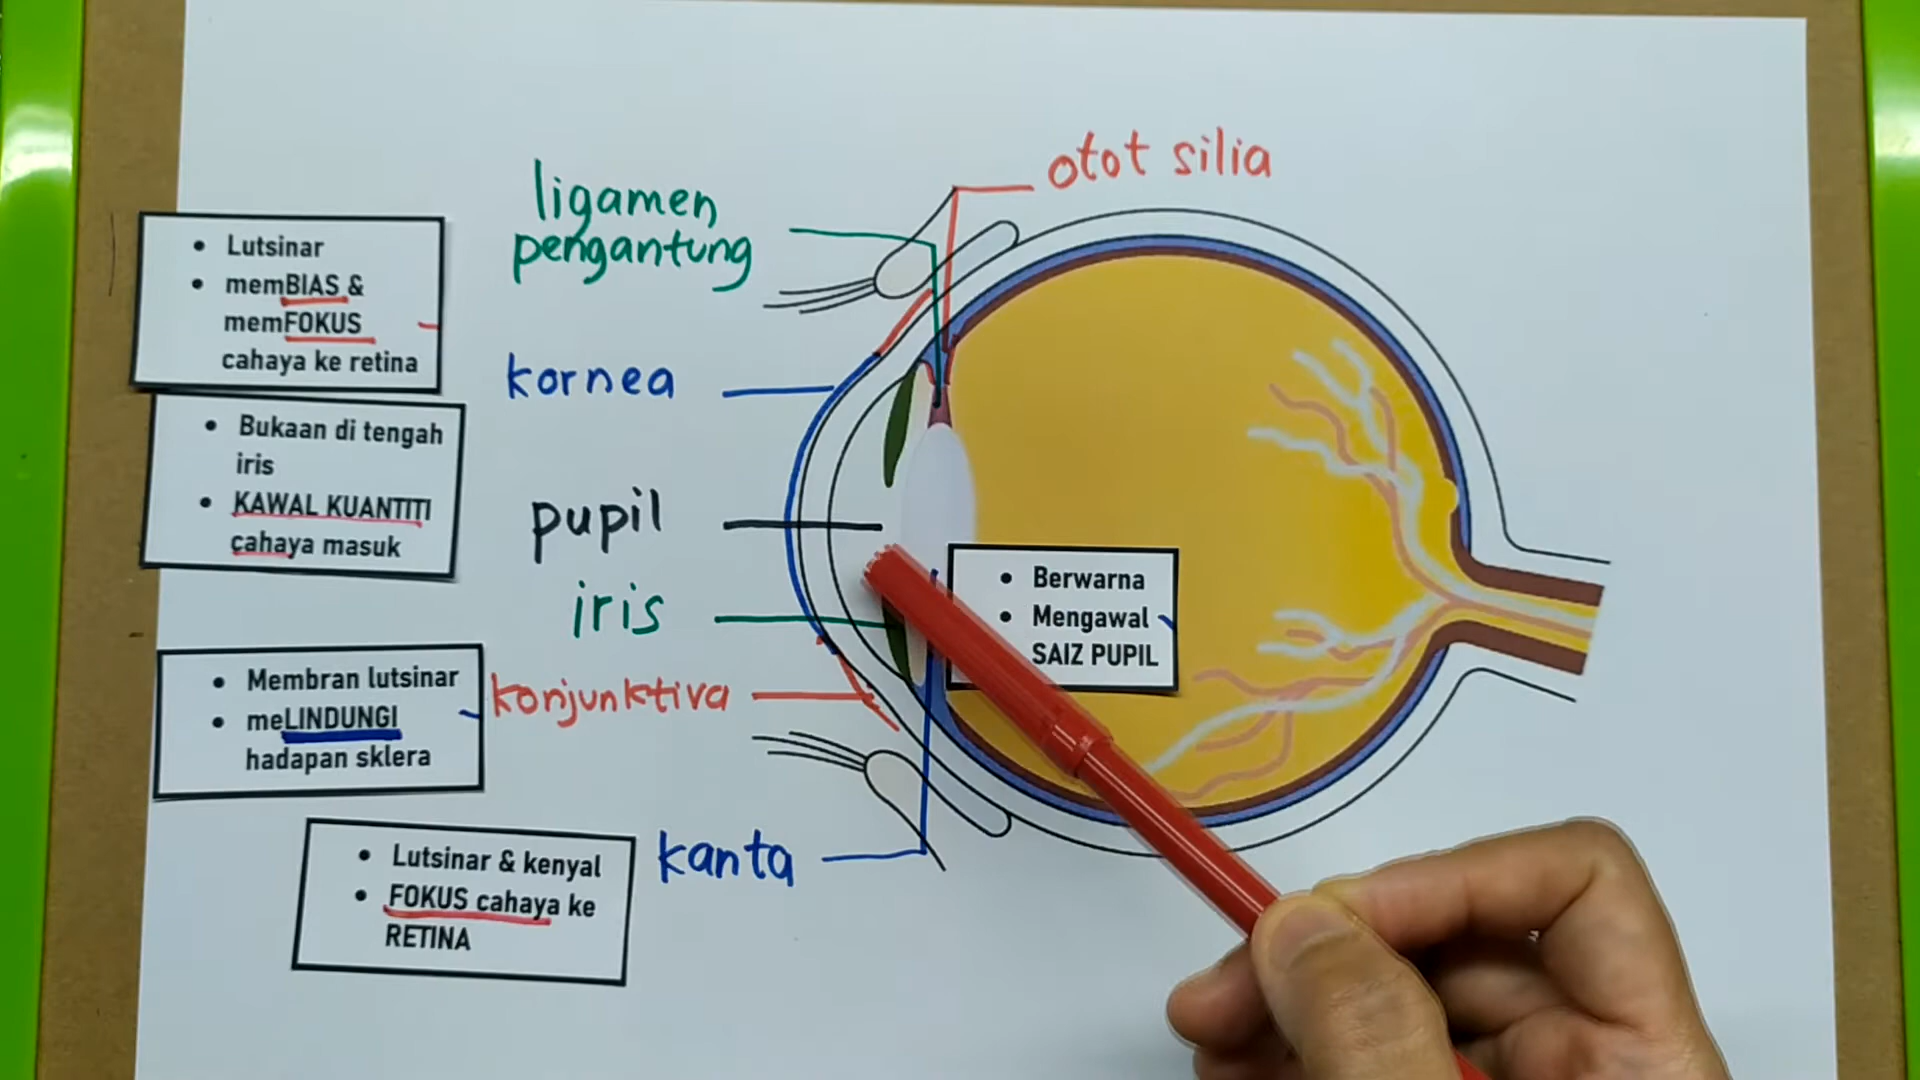 otot silia
ligamen
pengantung
• Lutsinar
• memBIAS &
memFOKUS
cahaya ke retina
kornea
• Bukaan di tengah
iris
• KAWAL KUANTITI
cahaya masuk
pupil
iris
• Berwarna
• Mengawal
SAIZ PUPIL
• Membran lutsinar
• meLINDUNGI
hadapan sklera
konjunktiva
kanta
• Lutsinar & kenyal
• FOKUS cahaya ke
RETINA